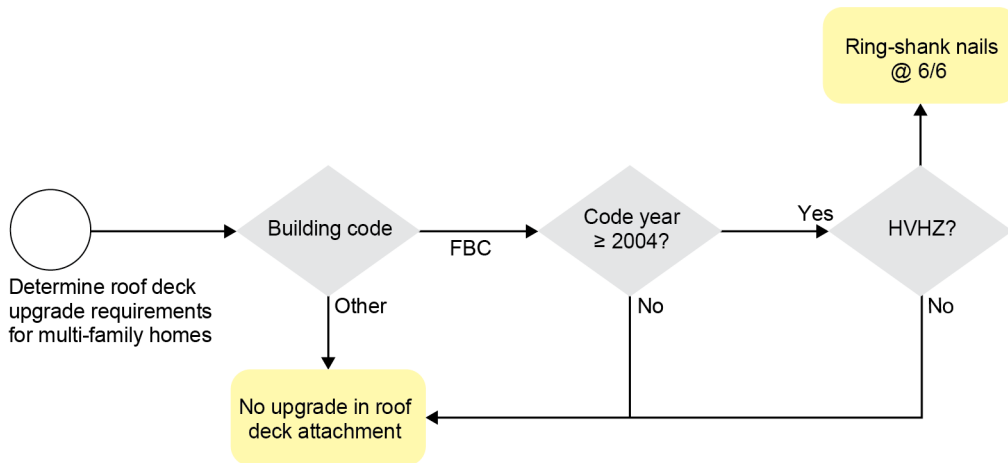 Ring-shank nails
@ 6/6
Determine roof deck
upgrade requirements
for multi-family homes
Building code
FBC
Other
Code year
≥ 2004?
Yes
No
HVHZ?
No
No upgrade in roof
deck attachment